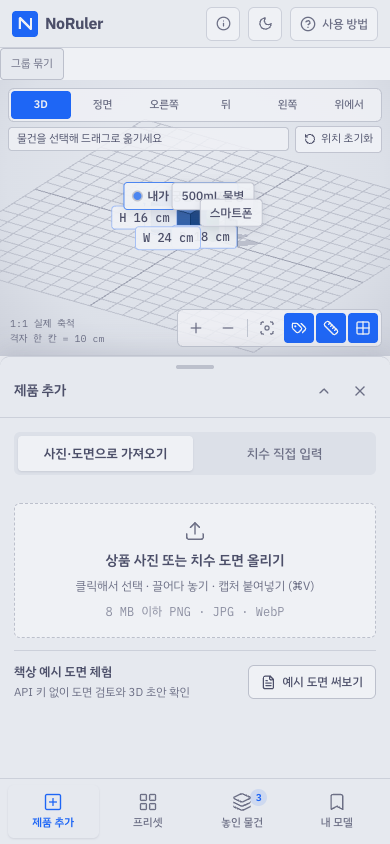 NoRuler
사용 방법
그룹 묶기
3D 정면 오른쪽 뒤 왼쪽 위에서
물건을 선택해 드래그로 옮기세요
위치 초기화
내가
500mL 물병
스마트폰
H 16 cm
W 24 cm
8 cm
1:1 실제 축척
격자 한 칸 = 10 cm
제품 추가
사진·도면으로 가져오기
치수 직접 입력
상품 사진 또는 치수 도면 올리기
클릭해서 선택 · 끌어다 놓기 · 캡처 붙여넣기 (⌘V)
8 MB 이하 PNG · JPG · WebP
책상 예시 도면 체험
API 키 없이 도면 검토와 3D 초안 확인
예시 도면 써보기
3
제품 추가
프리셋
놓인 물건
내 모델